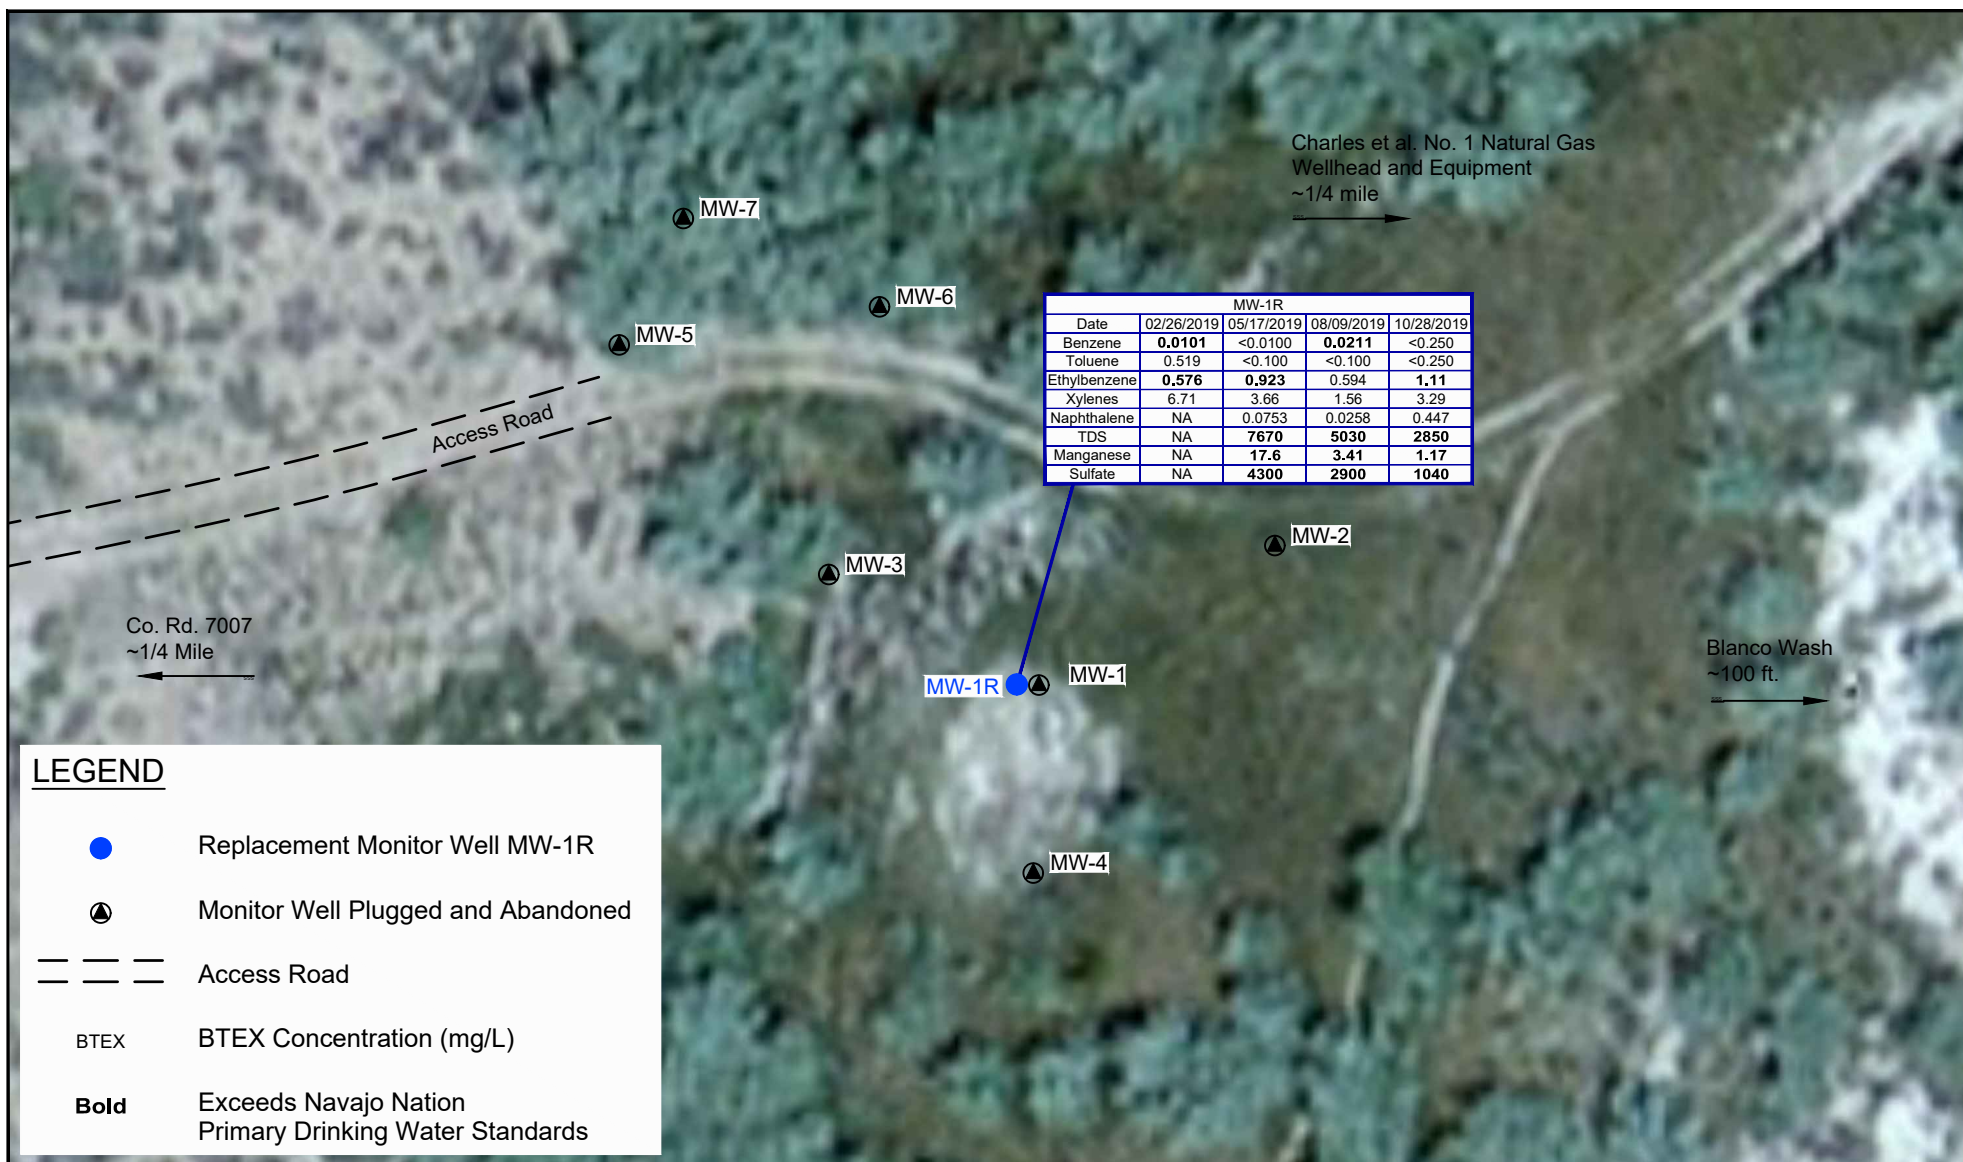 Charles et al. No. 1 Natural Gas
Wellhead and Equipment
~1/4 mile
MW-7
MW-6
MW-5
MW-1R
Date 02/26/2019 05/17/2019 08/09/2019 10/28/2019
Benzene 0.0101 <0.0100 0.0211 <0.250
Toluene 0.519 <0.100 <0.100 <0.250
Ethylbenzene 0.576 0.923 0.594 1.11
Xylenes 6.71 3.66 1.56 3.29
Naphthalene NA 0.0753 0.0258 0.447
TDS NA 7670 5030 2850
Manganese NA 17.6 3.41 1.17
Sulfate NA 4300 2900 1040
Access Road
MW-2
MW-3
Co. Rd. 7007
~1/4 Mile
Blanco Wash
~100 ft.
MW-1R
MW-1
MW-4
LEGEND
Replacement Monitor Well MW-1R
Monitor Well Plugged and Abandoned
Access Road
BTEX BTEX Concentration (mg/L)
Bold Exceeds Navajo Nation
Primary Drinking Water Standards